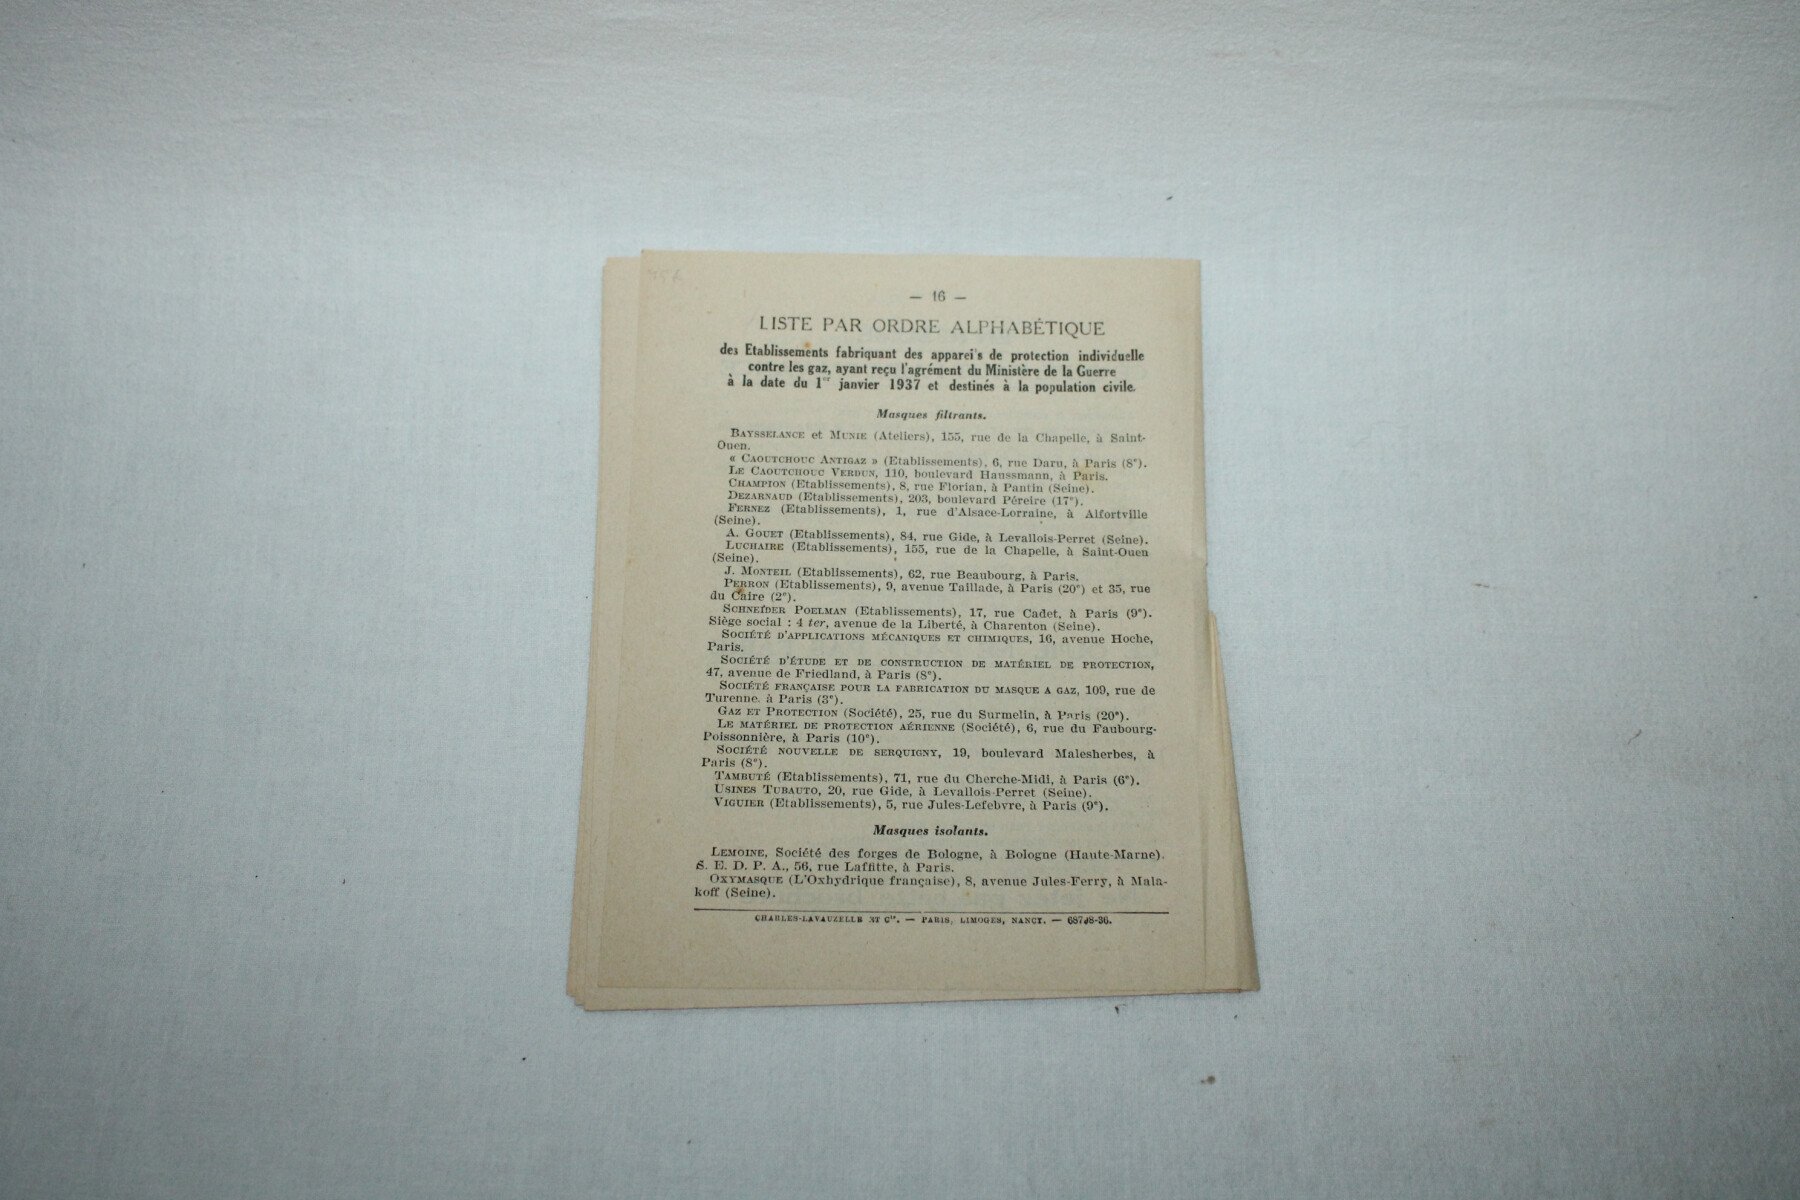 — 16 —
LISTE PAR ORDRE ALPHABÉTIQUE
des Etablissements fabriquant des appareils de protection individuelle
contre les gaz, ayant reçu l'agrément du Ministère de la Guerre
à la date du 1er janvier 1937 et destinés à la population civile.
Masques filtrants.
BAYSSELANCE et MUNIE (Ateliers), 155, rue de la Chapelle, à Saint-
Ouen.
« CAOUTCHOUC ANTIGAZ » (Etablissements), 6, rue Daru, à Paris (8e).
LE CAOUTCHOUC VERDUN, 110, boulevard Haussmann, à Paris.
CHAMPION (Etablissements), 8, rue Florian, à Pantin (Seine).
DEZARNAUD (Etablissements), 203, boulevard Péreire (17e).
FERNEZ (Etablissements), 1, rue d'Alsace-Lorraine, à Alfortville
(Seine).
A. GOUET (Etablissements), 84, rue Gide, à Levallois-Perret (Seine).
LUCHAIRE (Etablissements), 155, rue de la Chapelle, à Saint-Ouen
(Seine).
J. MONTEIL (Etablissements), 62, rue Beaubourg, à Paris.
PERRON (Etablissements), 9, avenue Taillade, à Paris (20e) et 35, rue
du Caire (2e).
SCHNEIDER POELMAN (Etablissements), 17, rue Cadet, à Paris (9e).
Siège social : 4 ter, avenue de la Liberté, à Charenton (Seine).
SOCIÉTÉ D'APPLICATIONS MÉCANIQUES ET CHIMIQUES, 16, avenue Hoche,
Paris.
SOCIÉTÉ D'ÉTUDE ET DE CONSTRUCTION DE MATÉRIEL DE PROTECTION,
47, avenue de Friedland, à Paris (8e).
SOCIÉTÉ FRANÇAISE POUR LA FABRICATION DU MASQUE A GAZ, 109, rue de
Turenne, à Paris (3e).
GAZ ET PROTECTION (Société), 25, rue du Surmelin, à Paris (20e).
LE MATÉRIEL DE PROTECTION AÉRIENNE (Société), 6, rue du Faubourg-
Poissonnière, à Paris (10e).
SOCIÉTÉ NOUVELLE DE SERQUIGNY, 19, boulevard Malesherbes, à
Paris (8e).
TAMBUTÉ (Etablissements), 71, rue du Cherche-Midi, à Paris (6e).
USINES TUBAUTO, 20, rue Gide, à Levallois-Perret (Seine).
VIGUIER (Etablissements), 5, rue Jules-Lefebvre, à Paris (9e).
Masques isolants.
LEMOINE, Société des forges de Bologne, à Bologne (Haute-Marne).
S. E. D. P. A., 56, rue Laffitte, à Paris.
OXYMASQUE (L'Oxhydrique française), 8, avenue Jules-Ferry, à Mala-
koff (Seine).
CHARLES-LAVAUZELLE ET Cie. — PARIS, LIMOGES, NANCY. —